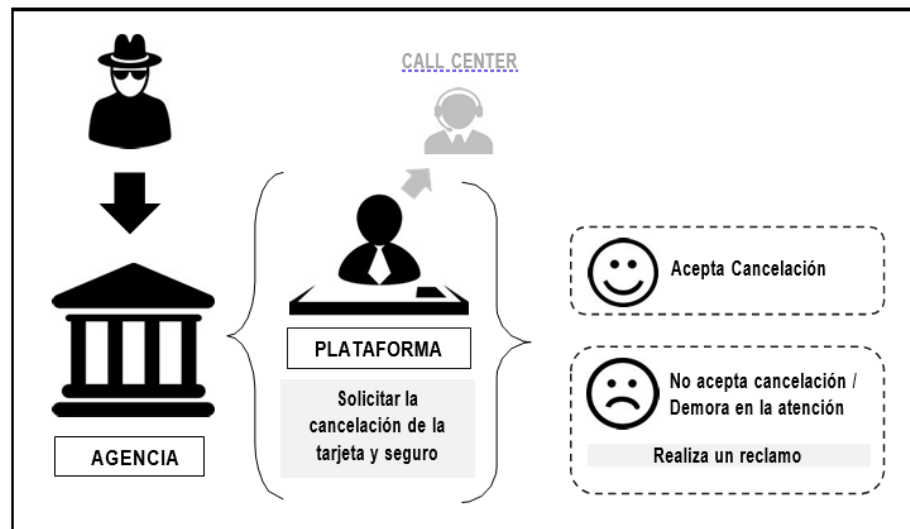 CALL CENTER
AGENCIA
PLATAFORMA
Solicitar la
cancelación de la
tarjeta y seguro
Acepta Cancelación
No acepta cancelación /
Demora en la atención
Realiza un reclamo